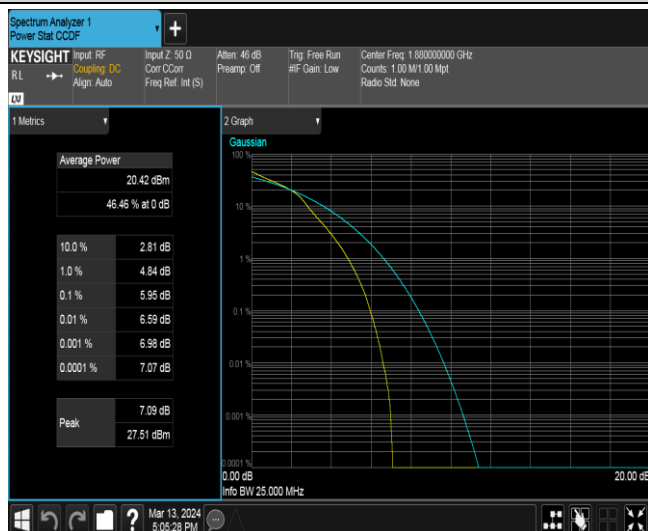 Spectrum Analyzer 1
Power Stat CCDF
KEYSIGHT
RL
LXI
Input: RF
Coupling: DC
Align: Auto
Input Z: 50 Ω
Corr CCorr
Freq Ref: Int (S)
Atten: 46 dB
Preamp: Off
Trig: Free Run
#IF Gain: Low
Center Freq: 1.880000000 GHz
Counts: 1.00 M/1.00 Mpt
Radio Std: None
1 Metrics
Average Power
20.42 dBm
46.46 % at 0 dB
10.0 % 2.81 dB
1.0 % 4.84 dB
0.1 % 5.95 dB
0.01 % 6.59 dB
0.001 % 6.98 dB
0.0001 % 7.07 dB
Peak 7.09 dB
27.51 dBm
2 Graph
Gaussian
100 %
10 %
1 %
0.1 %
0.01 %
0.001 %
0.0001 %
0.00 dB 20.00 dB
Info BW 25.000 MHz
?
Mar 13, 2024
5:05:28 PM